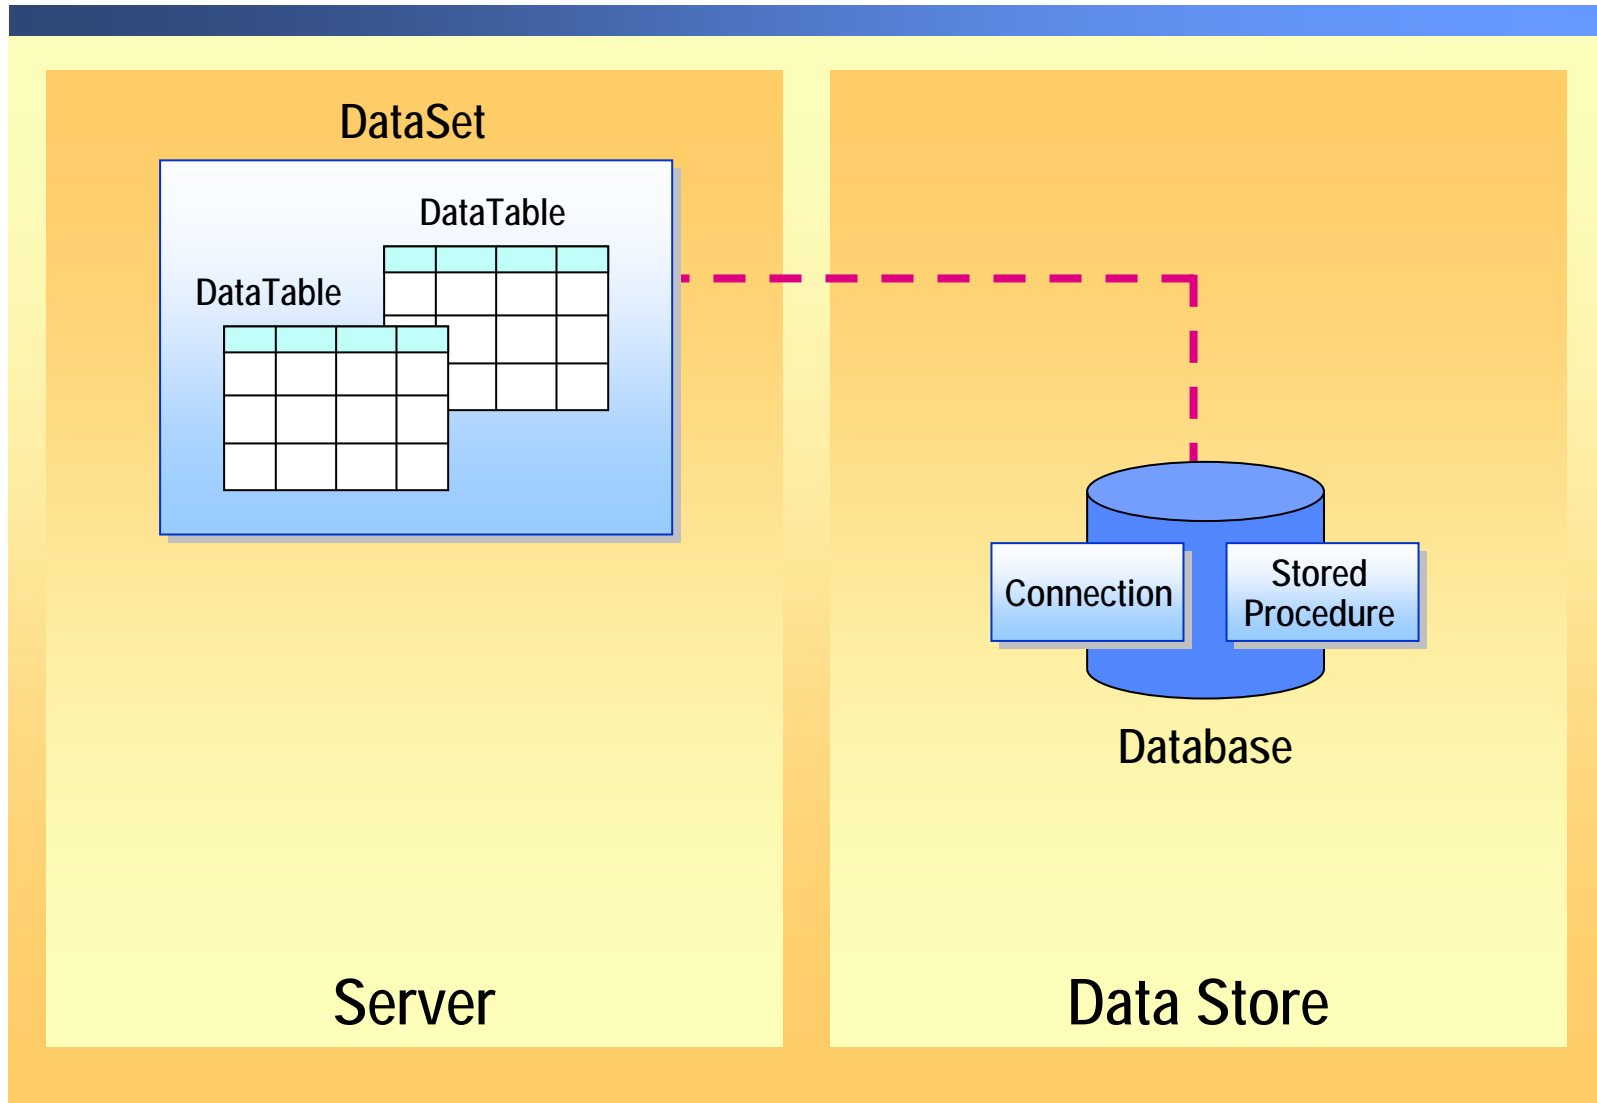 DataSet
DataTable
DataTable
Connection
Stored
Procedure
Database
Server
Data Store